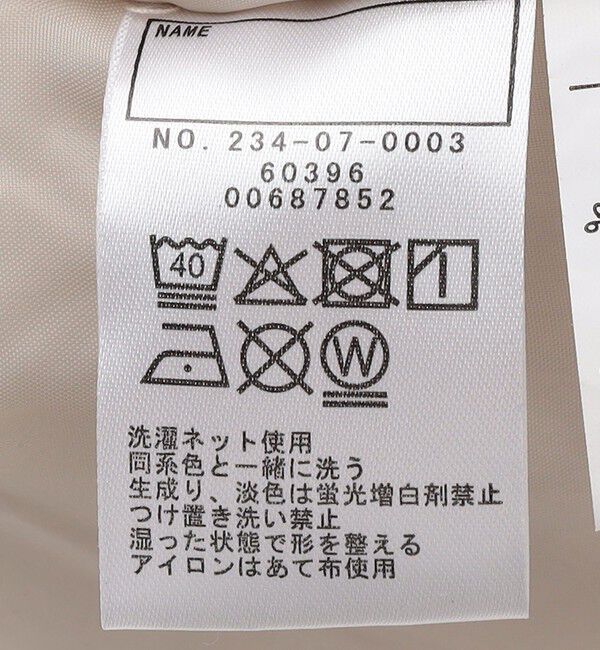 NAME
NO. 234-07-0003
60396
00687852
40
W
洗濯ネット使用
同系色と一緒に洗う
生成り、淡色は蛍光増白剤禁止
つけ置き洗い禁止
湿った状態で形を整える
アイロンはあて布使用